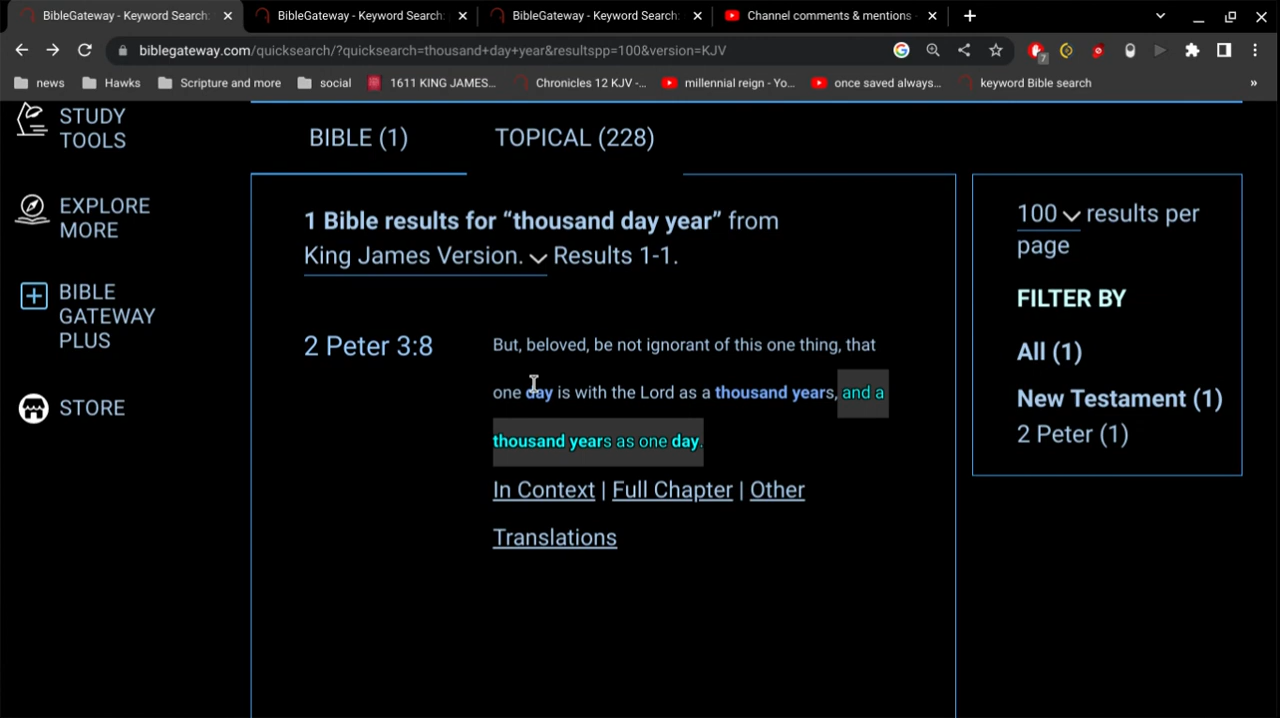 BibleGateway - Keyword Search:
BibleGateway - Keyword Search:
BibleGateway - Keyword Search:
Channel comments & mentions -
biblegateway.com/quicksearch/?quicksearch=thousand+day+year&resultspp=100&version=KJV
7
news
Hawks
Scripture and more
social
1611 KING JAMES...
Chronicles 12 KJV -...
millennial reign - Yo...
once saved always...
keyword Bible search
»
STUDY
TOOLS
EXPLORE
MORE
BIBLE
GATEWAY
PLUS
STORE
BIBLE (1)
TOPICAL (228)
1 Bible results for “thousand day year” from
King James Version. Results 1-1.
2 Peter 3:8
But, beloved, be not ignorant of this one thing, that
one day is with the Lord as a thousand years, and a
thousand years as one day.
In Context | Full Chapter | Other
Translations
100 results per
page
FILTER BY
All (1)
New Testament (1)
2 Peter (1)